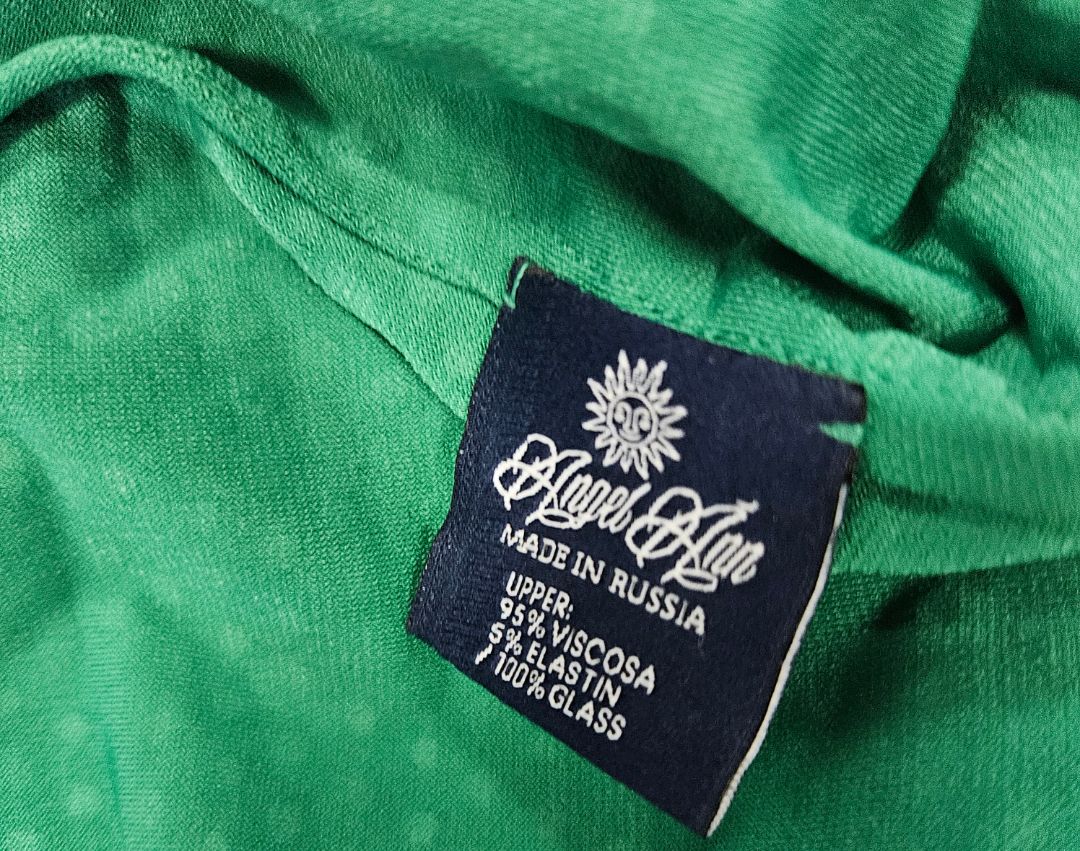 Angel Ann
MADE IN RUSSIA
UPPER:
95% VISCOSA
5% ELASTIN
/100% GLASS